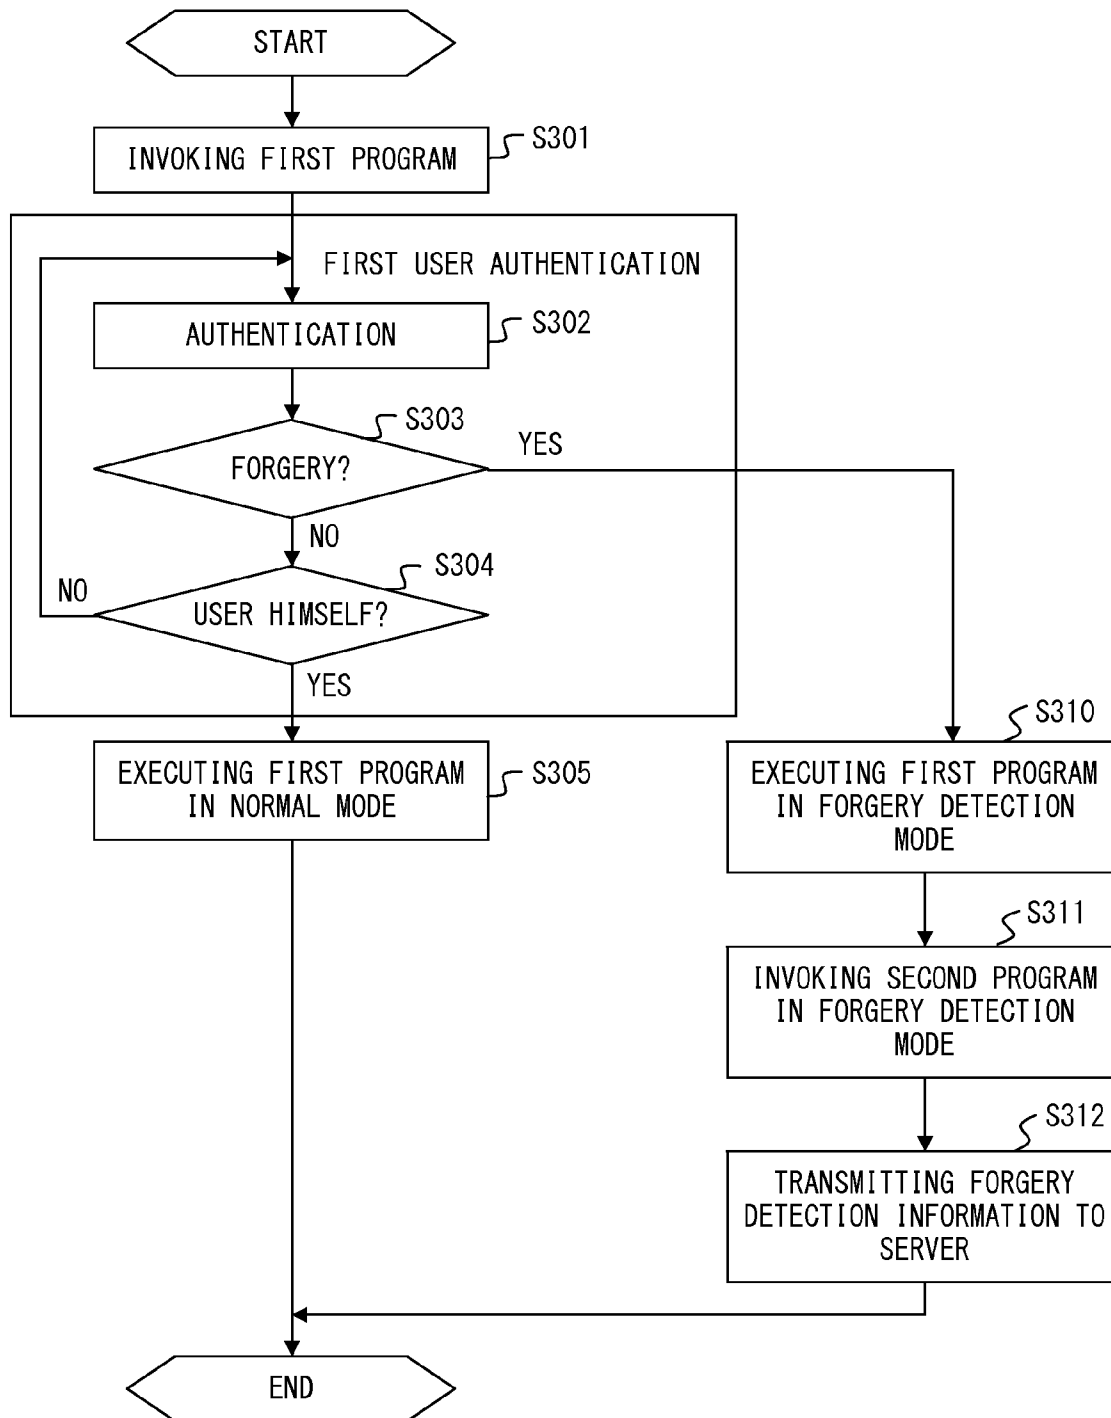 START
INVOKING FIRST PROGRAM
S301
FIRST USER AUTHENTICATION
AUTHENTICATION
S302
S303
FORGERY?
YES
NO
S304
USER HIMSELF?
NO
YES
EXECUTING FIRST PROGRAM
IN NORMAL MODE
S305
S310
EXECUTING FIRST PROGRAM
IN FORGERY DETECTION
MODE
S311
INVOKING SECOND PROGRAM
IN FORGERY DETECTION
MODE
S312
TRANSMITTING FORGERY
DETECTION INFORMATION TO
SERVER
END